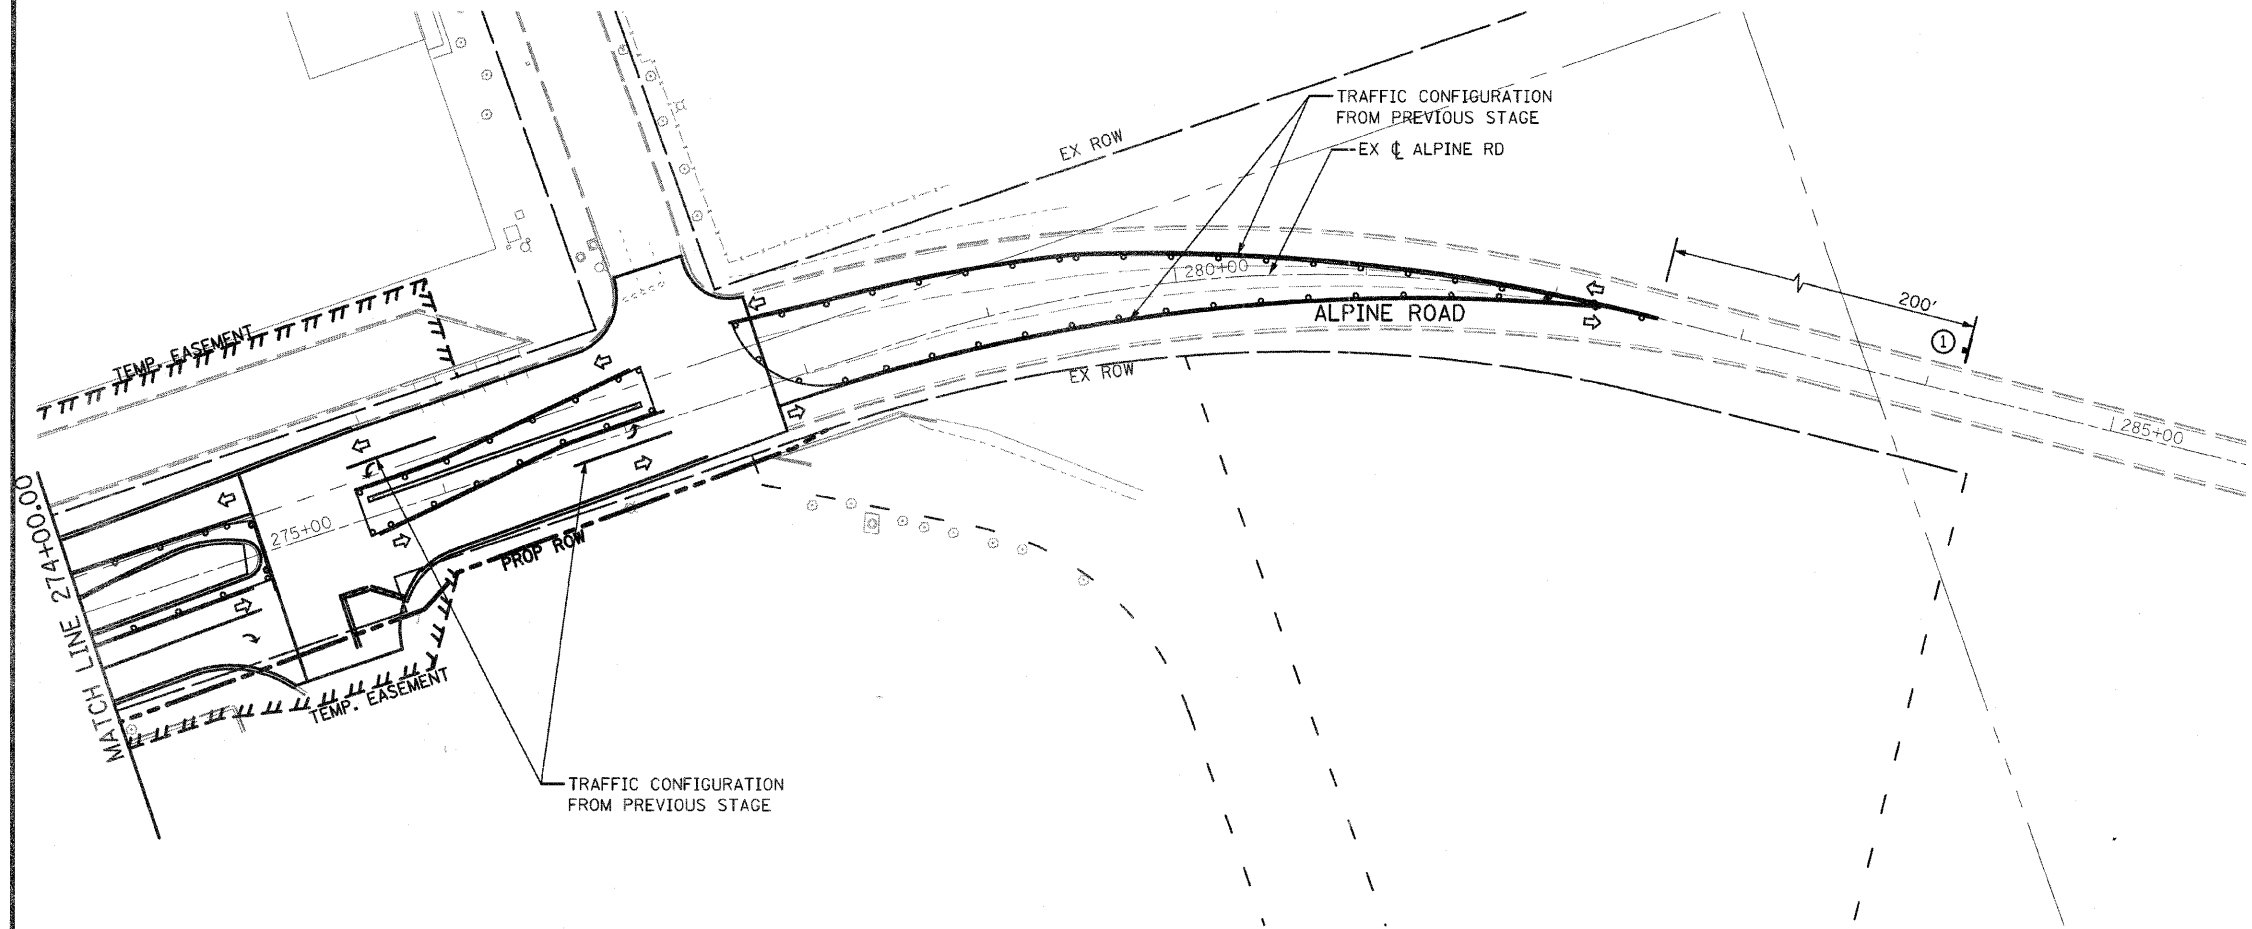 TRAFFIC CONFIGURATION
FROM PREVIOUS STAGE
EX ℄ ALPINE RD
EX ROW
280+00
200'
ALPINE ROAD
1
TEMP. EASEMENT
EX ROW
285+00
MATCH LINE 274+00.00
275+00
PROP ROW
TEMP. EASEMENT
TRAFFIC CONFIGURATION
FROM PREVIOUS STAGE